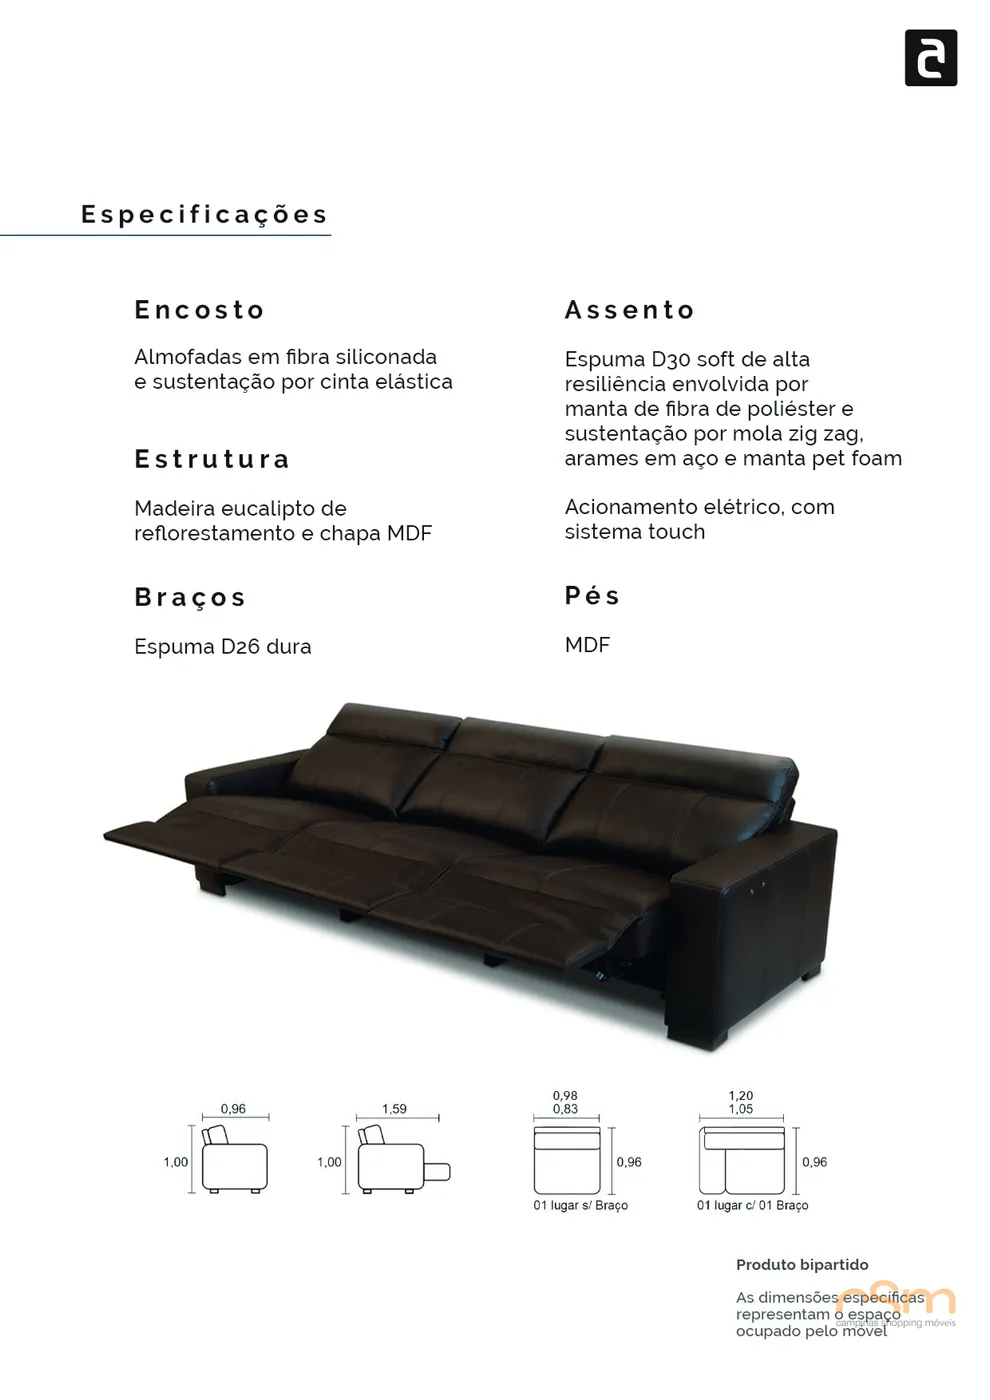 Especificações
Encosto
Almofadas em fibra siliconada
e sustentação por cinta elástica
Estrutura
Madeira eucalipto de
reflorestamento e chapa MDF
Braços
Espuma D26 dura
Assento
Espuma D30 soft de alta
resiliência envolvida por
manta de fibra de poliéster e
sustentação por mola zig zag,
arames em aço e manta pet foam
Acionamento elétrico, com
sistema touch
Pés
MDF
0,96
1,00
1,59
1,00
0,98
0,83
0,96
01 lugar s/ Braço
1,20
1,05
0,96
01 lugar c/ 01 Braço
Produto bipartido
As dimensões específicas
representam o espaço
ocupado pelo móvel
csm
campinas shopping móveis